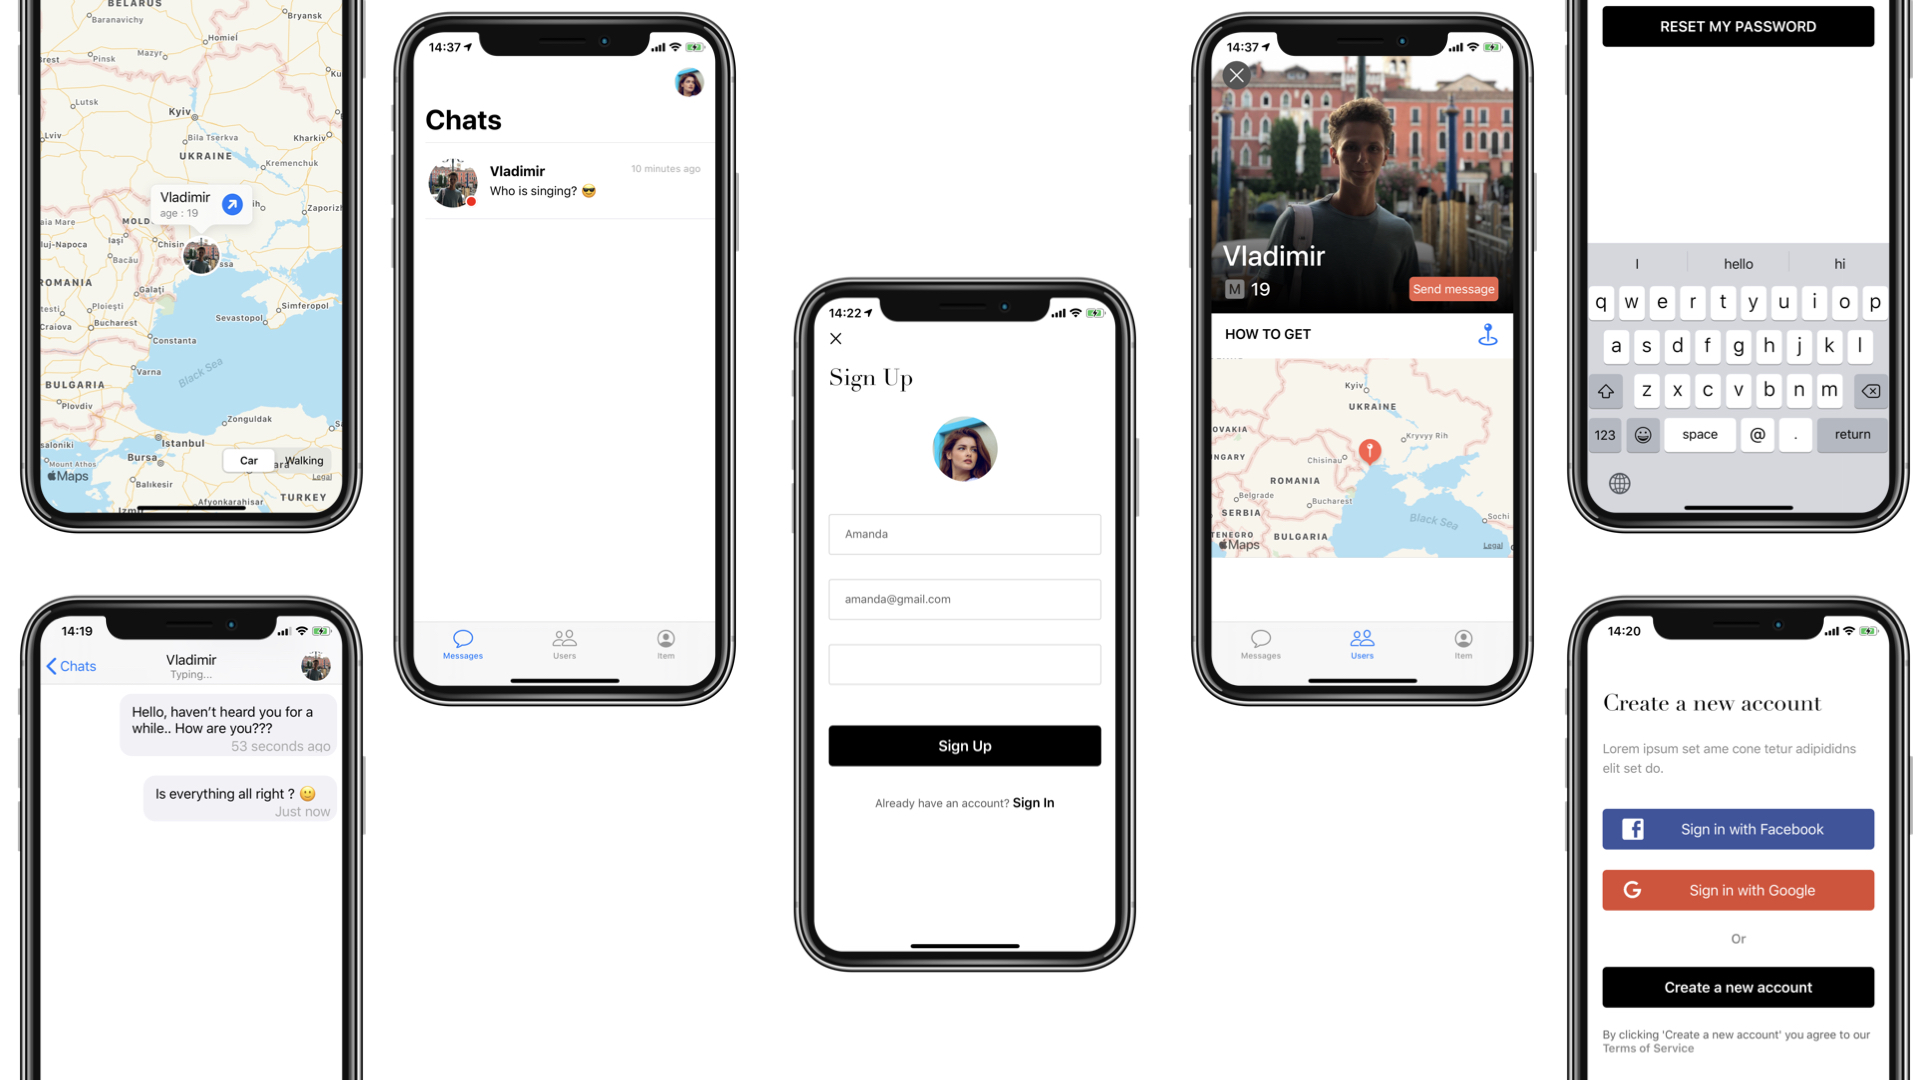 BELARUS
Baranavichy
Bryansk
Homiel
Mazyr
Pinsk
Brest
Lutsk
Kyiv
Lviv
Bila Tserkva
Kharkiv
UKRAINE
Kremenchuk
Vladimir
age : 19
Zaporiz
MOLD
Iași
Chisin
luj-Napoca
Bacău
ssa
ROMANIA
Galați
Ploiești
Simferopol
Craiova
Bucharest
Sevastopol
Constanta
Varna
Black Sea
BULGARIA
Plovdiv
Zonguldak
Istanbul
Bursa
Car
Walking
Mount Athos
Maps
Legal
Balıkesir
Afyonkarahisar
TURKEY
Izmir
14:37
Chats
Vladimir
10 minutes ago
Who is singing? 😎
Messages
Users
Item
14:22
Sign Up
Amanda
amanda@gmail.com
Sign Up
Already have an account? Sign In
14:37
Vladimir
M 19
Send message
HOW TO GET
Kyiv
UKRAINE
OVAKIA
Kryvyy Rih
NGARY
Chisinau
ROMANIA
Belgrade
Bucharest
SERBIA
Black Sea
Sochi
TENEGRO
BULGARIA
Maps
Legal
Messages
Users
Item
RESET MY PASSWORD
I hello hi
q w e r t y u i o p
a s d f g h j k l
z x c v b n m
123 space @ . return
14:19
Chats
Vladimir
Typing...
Hello, haven't heard you for a
while.. How are you???
53 seconds ago
Is everything all right ? 🙂
Just now
14:20
Create a new account
Lorem ipsum set ame cone tetur adipididns
elit set do.
Sign in with Facebook
Sign in with Google
Or
Create a new account
By clicking 'Create a new account' you agree to our
Terms of Service